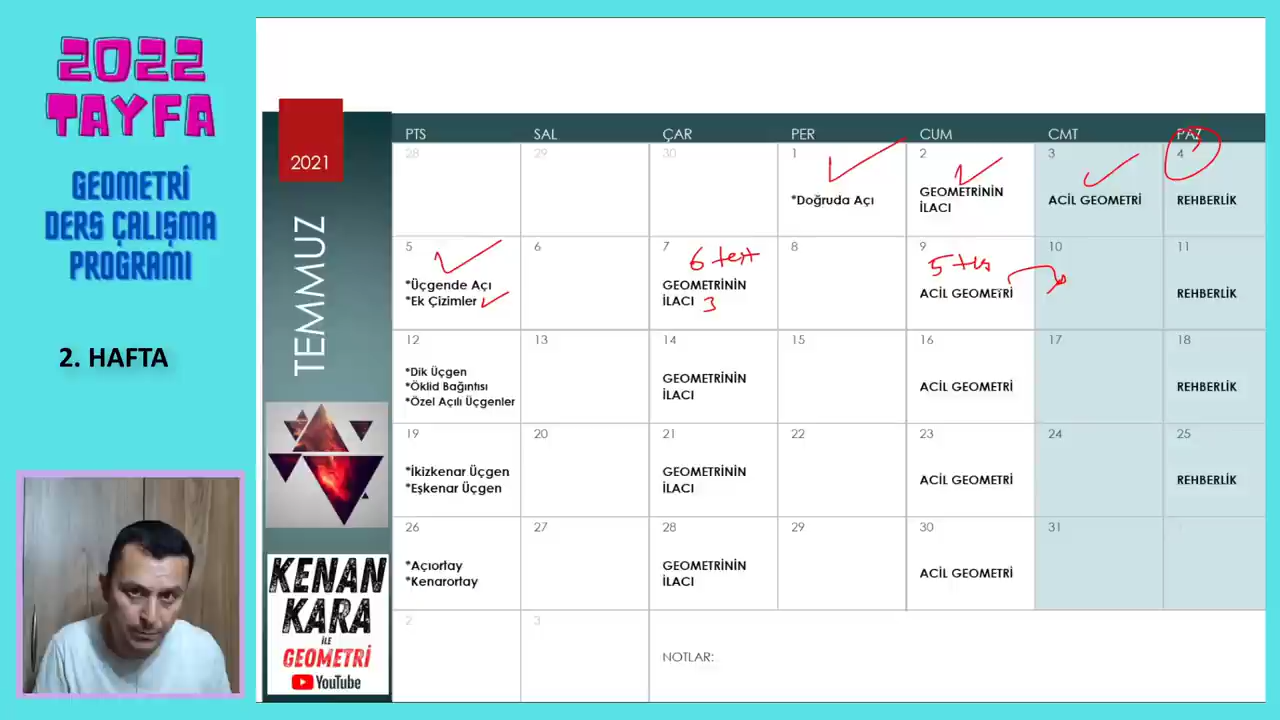 2022
TAYFA
GEOMETRİ
DERS ÇALIŞMA
PROGRAMI
2. HAFTA
2021
TEMMUZ
KENAN
KARA
İLE
GEOMETRİ
YouTube
PTS SAL ÇAR PER CUM CMT PAZ
28 29 30 1 2 3 4
*Doğruda Açı
GEOMETRİNİN
İLACI
ACİL GEOMETRİ
REHBERLİK
5 6 7 8 9 10 11
*Üçgende Açı
*Ek Çizimler
6 test
GEOMETRİNİN
İLACI 3
ACİL GEOMETRİ
REHBERLİK
12 13 14 15 16 17 18
*Dik Üçgen
*Öklid Bağıntısı
*Özel Açılı Üçgenler
GEOMETRİNİN
İLACI
ACİL GEOMETRİ
REHBERLİK
19 20 21 22 23 24 25
*İkizkenar Üçgen
*Eşkenar Üçgen
GEOMETRİNİN
İLACI
ACİL GEOMETRİ
REHBERLİK
26 27 28 29 30 31
*Açıortay
*Kenarortay
GEOMETRİNİN
İLACI
ACİL GEOMETRİ
2 3
NOTLAR: